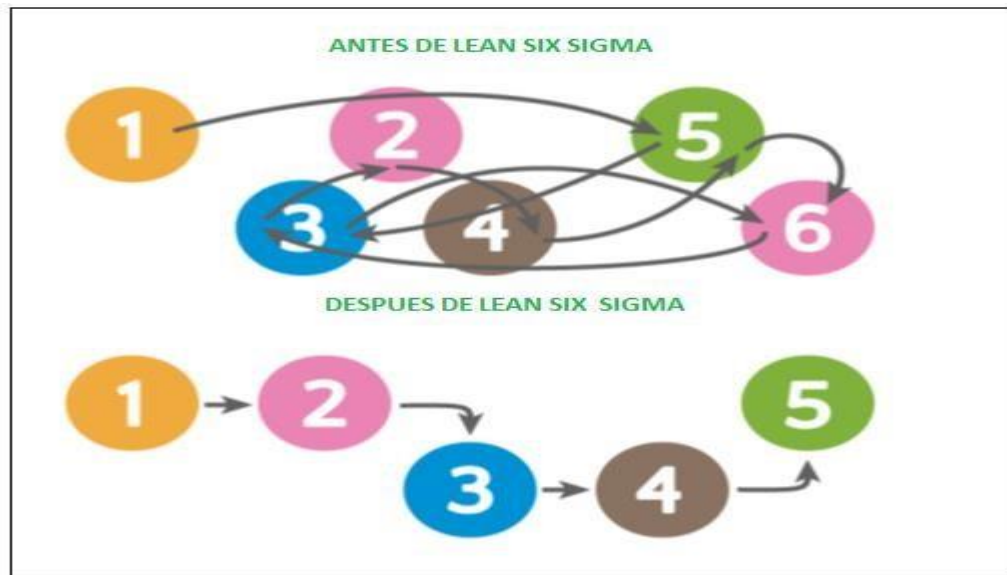 ANTES DE LEAN SIX SIGMA
1 2 5
3 4 6
DESPUES DE LEAN SIX SIGMA
1 2 5
3 4